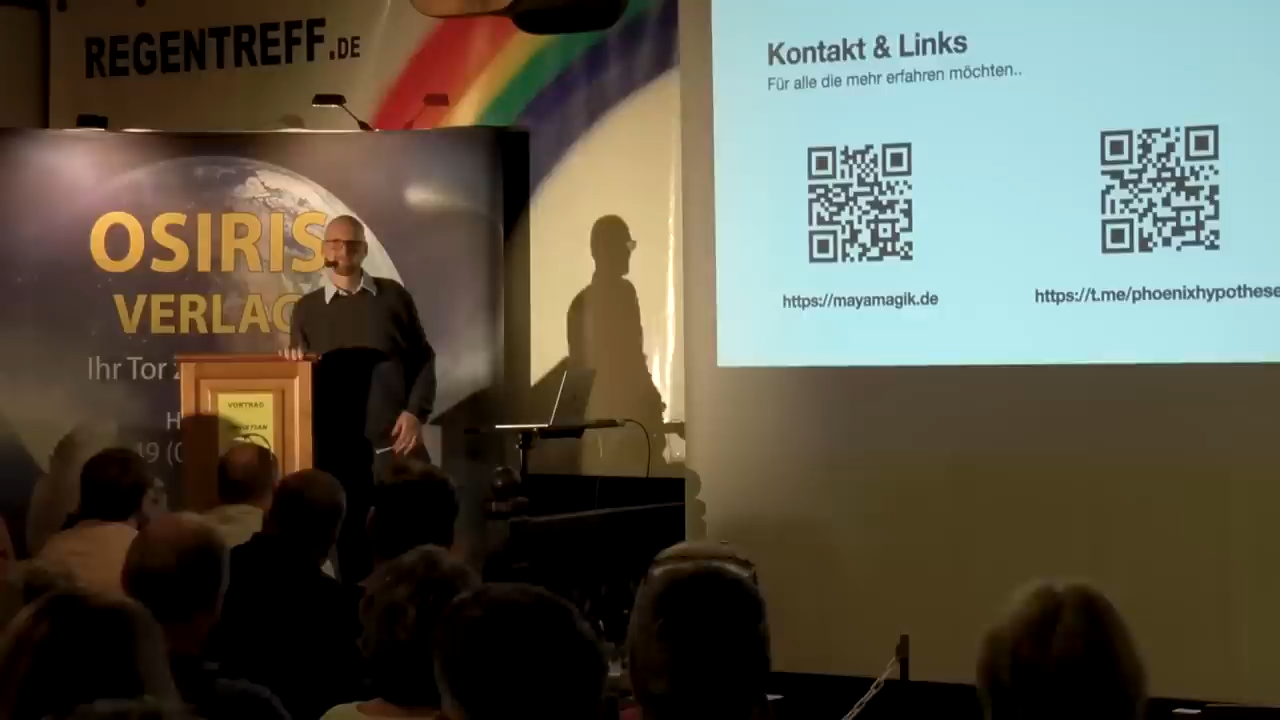 REGENTREFF.DE
OSIRIS
VERLAG
Ihr Tor
VORTRAG
Kontakt & Links
Für alle die mehr erfahren möchten..
https://mayamagik.de
https://t.me/phoenixhypothese